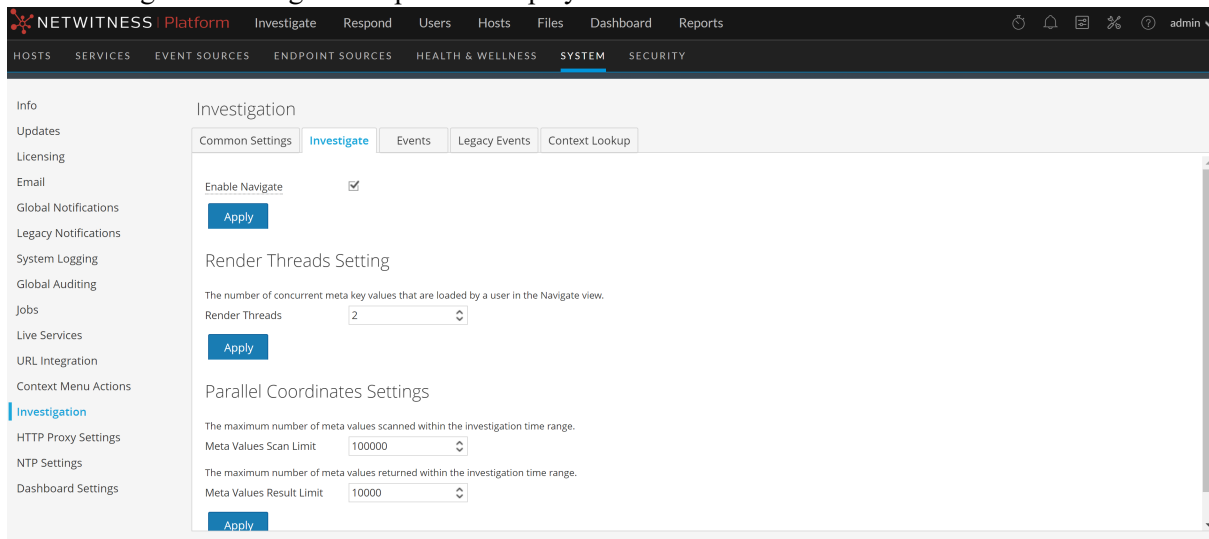 NETWITNESS | Platform Investigate Respond Users Hosts Files Dashboard Reports admin
HOSTS SERVICES EVENT SOURCES ENDPOINT SOURCES HEALTH & WELLNESS SYSTEM SECURITY
Info
Updates
Licensing
Email
Global Notifications
Legacy Notifications
System Logging
Global Auditing
Jobs
Live Services
URL Integration
Context Menu Actions
Investigation
HTTP Proxy Settings
NTP Settings
Dashboard Settings
Investigation
Common Settings Investigate Events Legacy Events Context Lookup
Enable Navigate
Apply
Render Threads Setting
The number of concurrent meta key values that are loaded by a user in the Navigate view.
Render Threads 2
Apply
Parallel Coordinates Settings
The maximum number of meta values scanned within the investigation time range.
Meta Values Scan Limit 100000
The maximum number of meta values returned within the investigation time range.
Meta Values Result Limit 10000
Apply